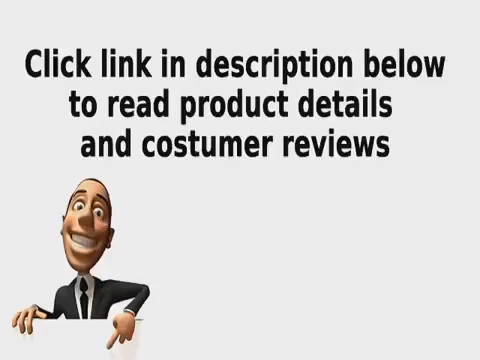 Click link in description below
to read product details
and costumer reviews